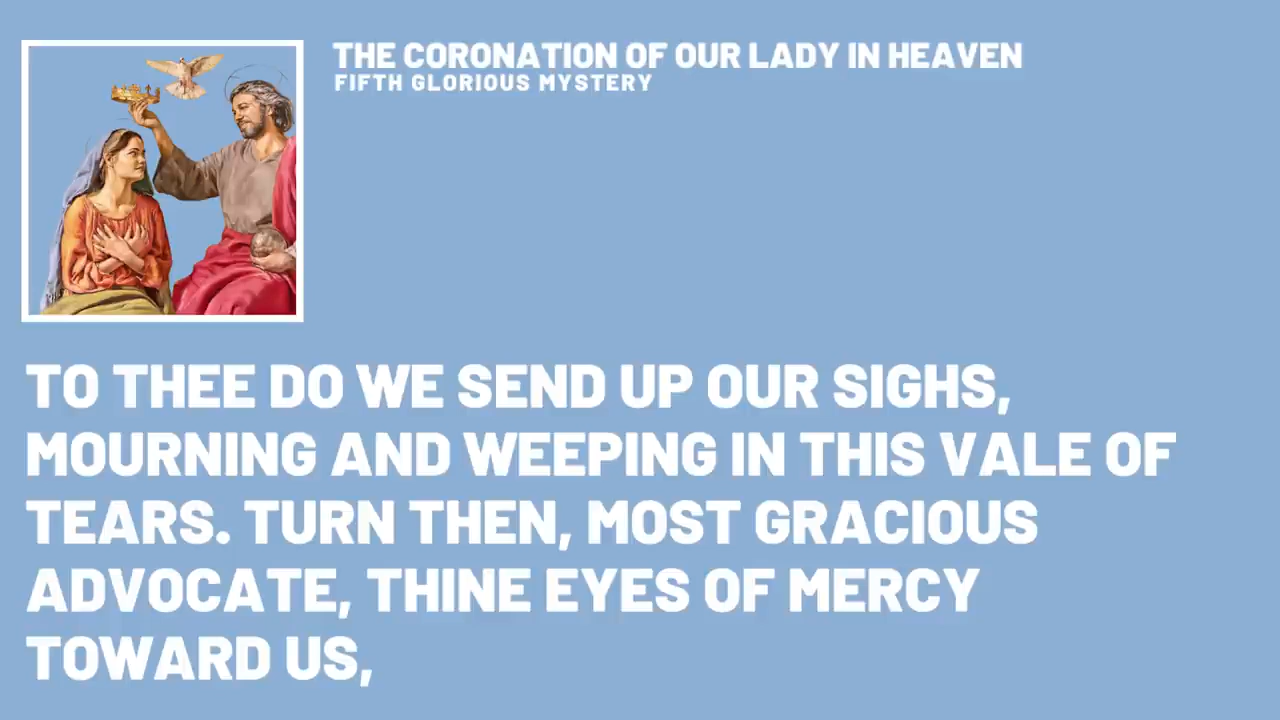 THE CORONATION OF OUR LADY IN HEAVEN
FIFTH GLORIOUS MYSTERY
TO THEE DO WE SEND UP OUR SIGHS,
MOURNING AND WEEPING IN THIS VALE OF
TEARS. TURN THEN, MOST GRACIOUS
ADVOCATE, THINE EYES OF MERCY
TOWARD US,